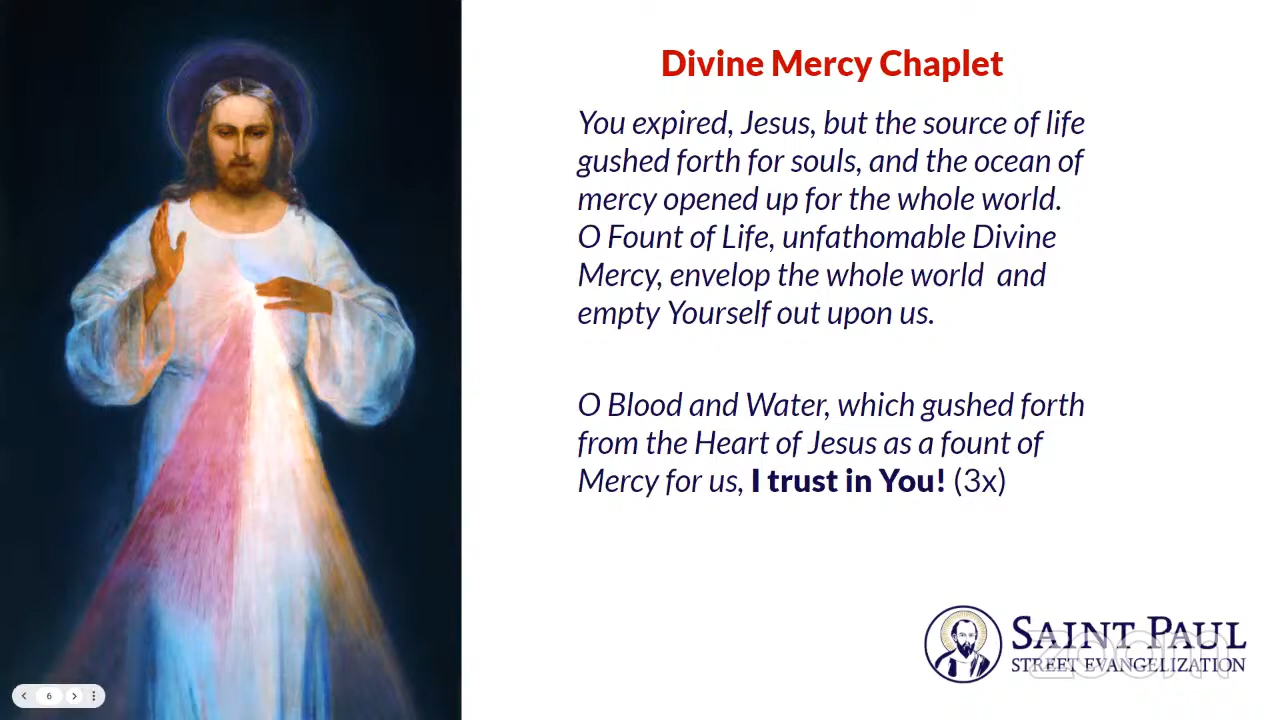 Divine Mercy Chaplet
You expired, Jesus, but the source of life
gushed forth for souls, and the ocean of
mercy opened up for the whole world.
O Fount of Life, unfathomable Divine
Mercy, envelop the whole world  and
empty Yourself out upon us.
O Blood and Water, which gushed forth
from the Heart of Jesus as a fount of
Mercy for us, I trust in You! (3x)
SAINT PAUL
STREET EVANGELIZATION
zoom
6